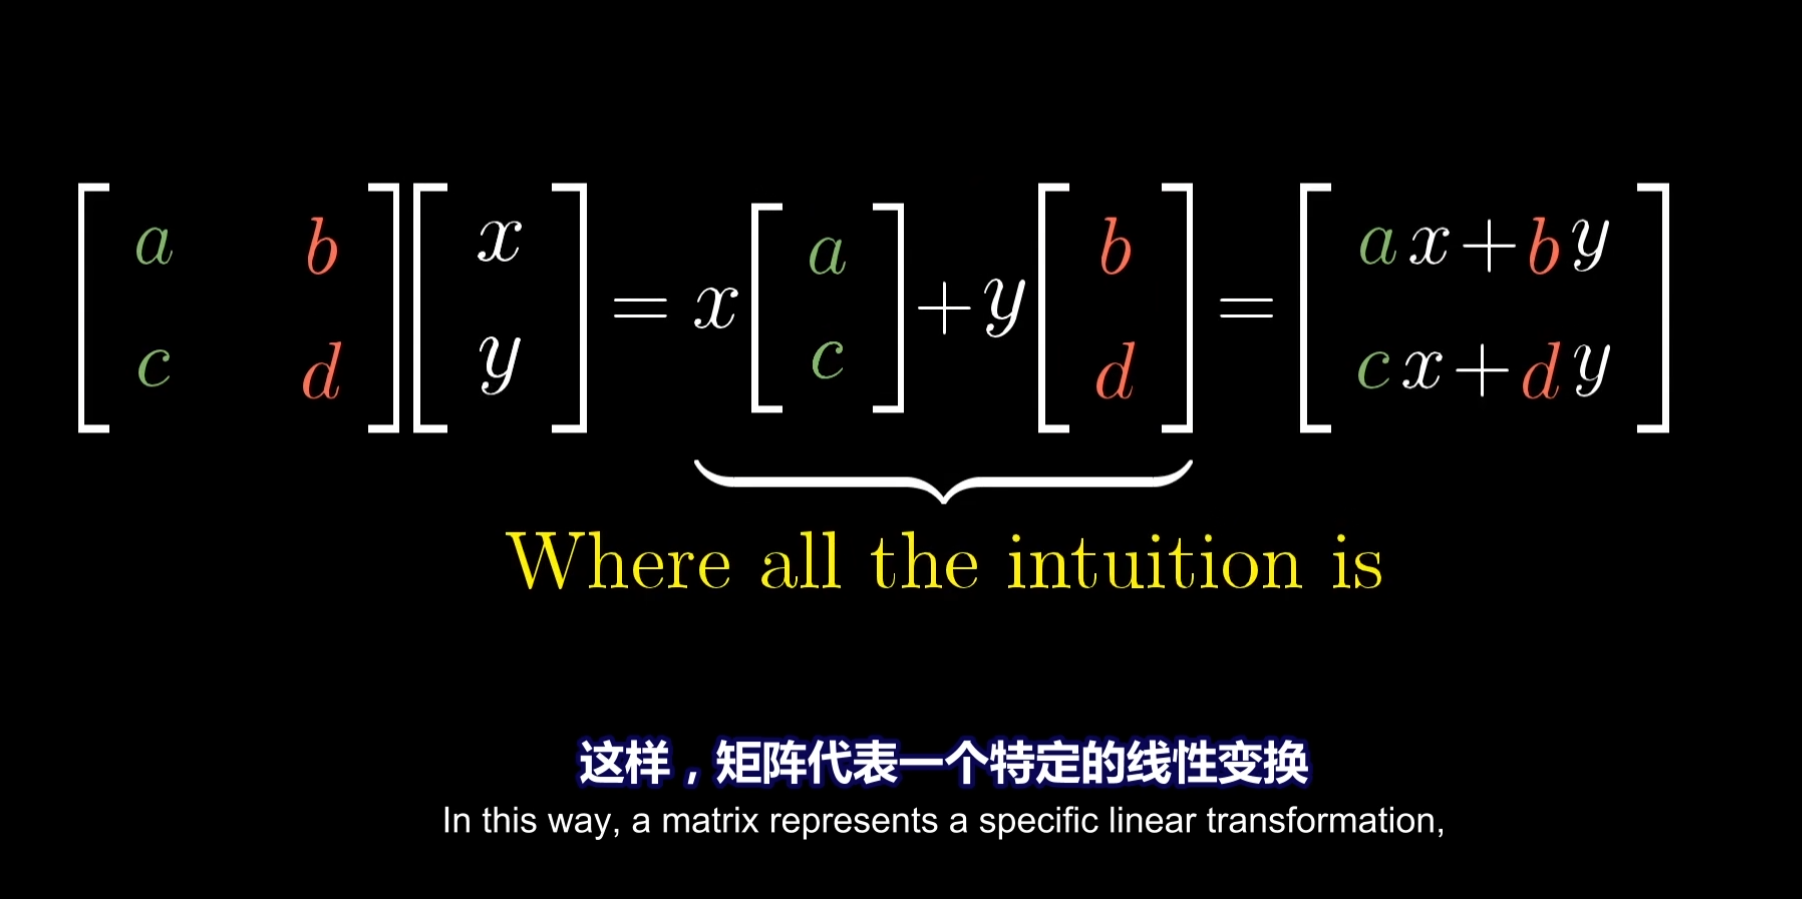 [a b; c d] [x; y] = x [a; c] + y [b; d] = [ax+by; cx+dy]
Where all the intuition is
这样，矩阵代表一个特定的线性变换
In this way, a matrix represents a specific linear transformation,